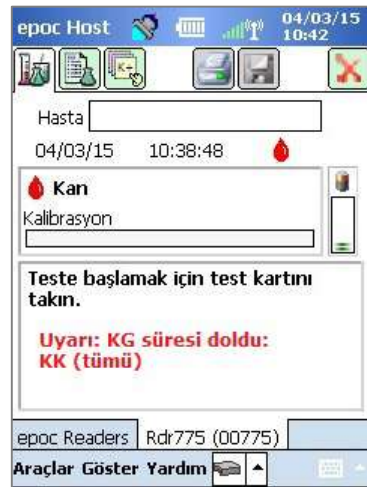 epoc Host 04/03/15
10:42
K+
Hasta
04/03/15 10:38:48
Kan
Kalibrasyon
Teste başlamak için test kartını
takın.
Uyarı: KG süresi doldu:
KK (tümü)
epoc Readers Rdr775 (00775)
Araçlar Göster Yardım